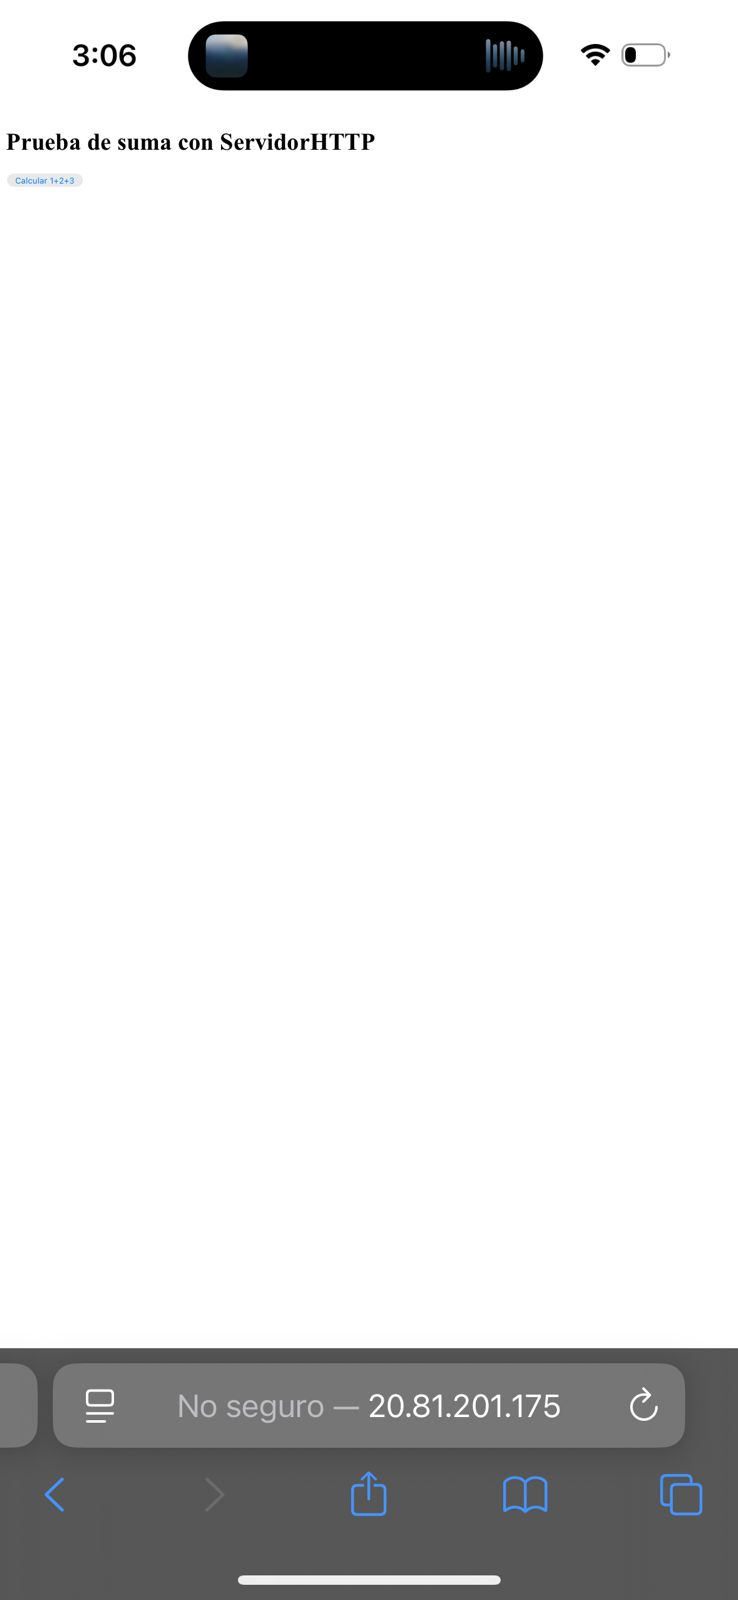 3:06
Prueba de suma con ServidorHTTP
Calcular 1+2+3
No seguro — 20.81.201.175